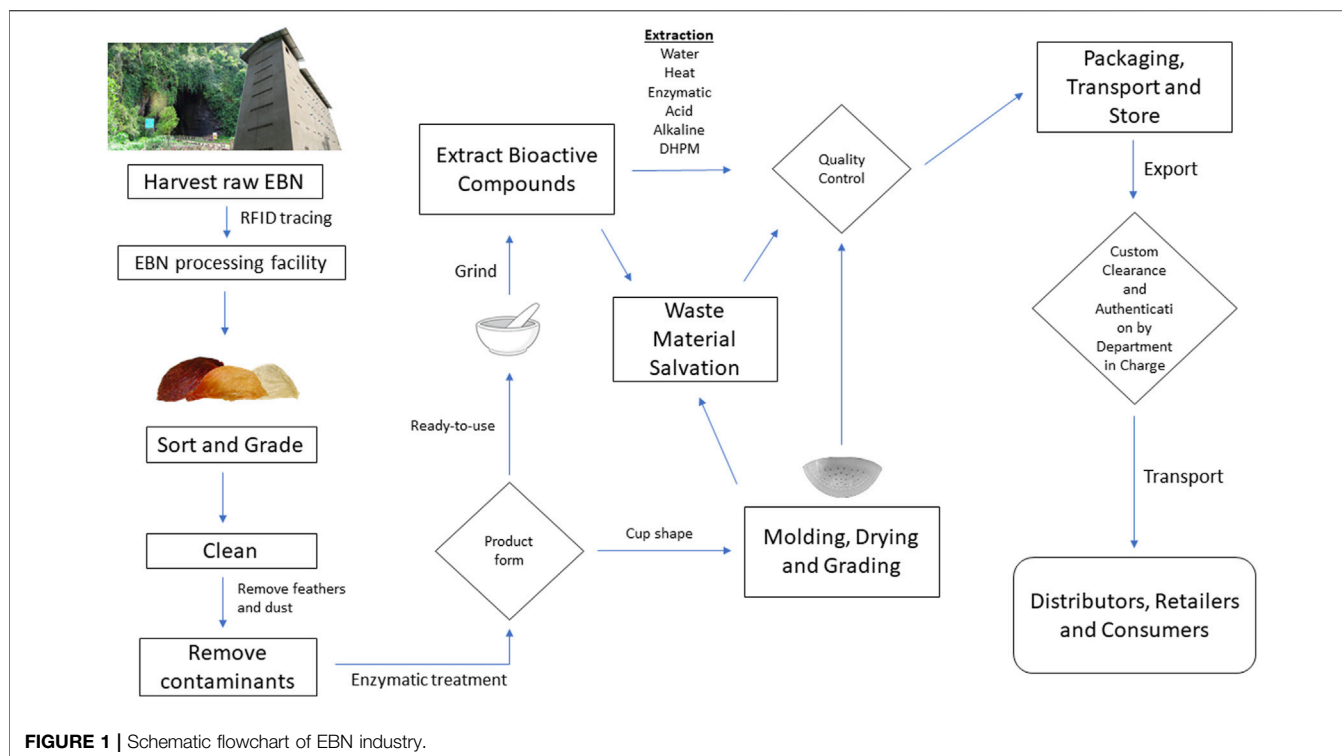 Harvest raw EBN
RFID tracing
EBN processing facility
Sort and Grade
Clean
Remove feathers
and dust
Remove
contaminants
Enzymatic treatment
Product
form
Ready-to-use
Grind
Extract Bioactive
Compounds
Extraction
Water
Heat
Enzymatic
Acid
Alkaline
DHPM
Cup shape
Molding, Drying
and Grading
Waste
Material
Salvation
Quality
Control
Packaging,
Transport and
Store
Export
Custom
Clearance
and
Authenticati
on by
Department
in Charge
Transport
Distributors, Retailers
and Consumers
FIGURE 1 | Schematic flowchart of EBN industry.